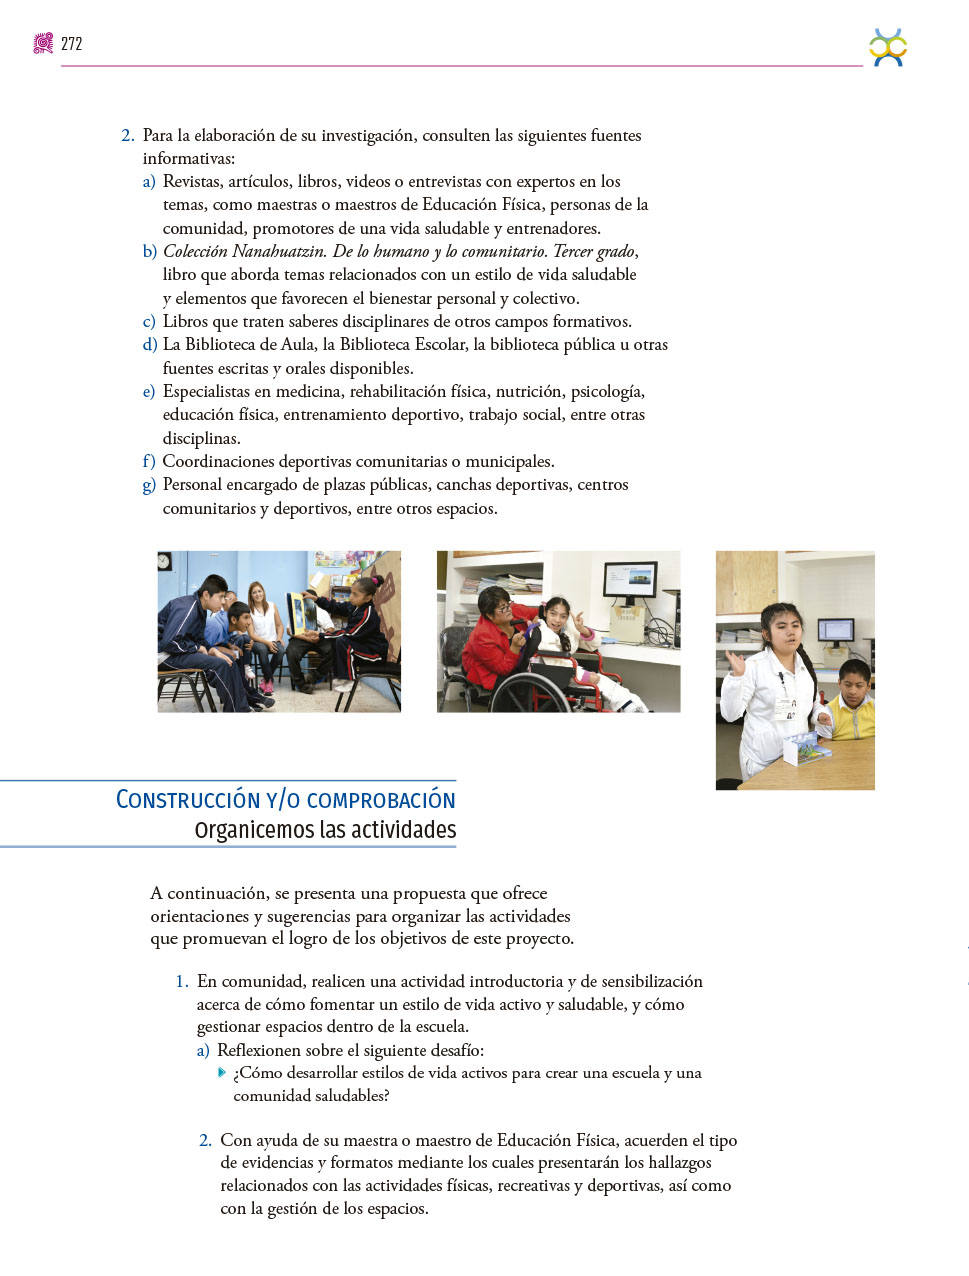 272
2. Para la elaboración de su investigación, consulten las siguientes fuentes
informativas:
a) Revistas, artículos, libros, videos o entrevistas con expertos en los
temas, como maestras o maestros de Educación Física, personas de la
comunidad, promotores de una vida saludable y entrenadores.
b) Colección Nanahuatzin. De lo humano y lo comunitario. Tercer grado,
libro que aborda temas relacionados con un estilo de vida saludable
y elementos que favorecen el bienestar personal y colectivo.
c) Libros que traten saberes disciplinares de otros campos formativos.
d) La Biblioteca de Aula, la Biblioteca Escolar, la biblioteca pública u otras
fuentes escritas y orales disponibles.
e) Especialistas en medicina, rehabilitación física, nutrición, psicología,
educación física, entrenamiento deportivo, trabajo social, entre otras
disciplinas.
f) Coordinaciones deportivas comunitarias o municipales.
g) Personal encargado de plazas públicas, canchas deportivas, centros
comunitarios y deportivos, entre otros espacios.
Construcción y/o comprobación
Organicemos las actividades
A continuación, se presenta una propuesta que ofrece
orientaciones y sugerencias para organizar las actividades
que promuevan el logro de los objetivos de este proyecto.
1. En comunidad, realicen una actividad introductoria y de sensibilización
acerca de cómo fomentar un estilo de vida activo y saludable, y cómo
gestionar espacios dentro de la escuela.
a) Reflexionen sobre el siguiente desafío:
¿Cómo desarrollar estilos de vida activos para crear una escuela y una
comunidad saludables?
2. Con ayuda de su maestra o maestro de Educación Física, acuerden el tipo
de evidencias y formatos mediante los cuales presentarán los hallazgos
relacionados con las actividades físicas, recreativas y deportivas, así como
con la gestión de los espacios.